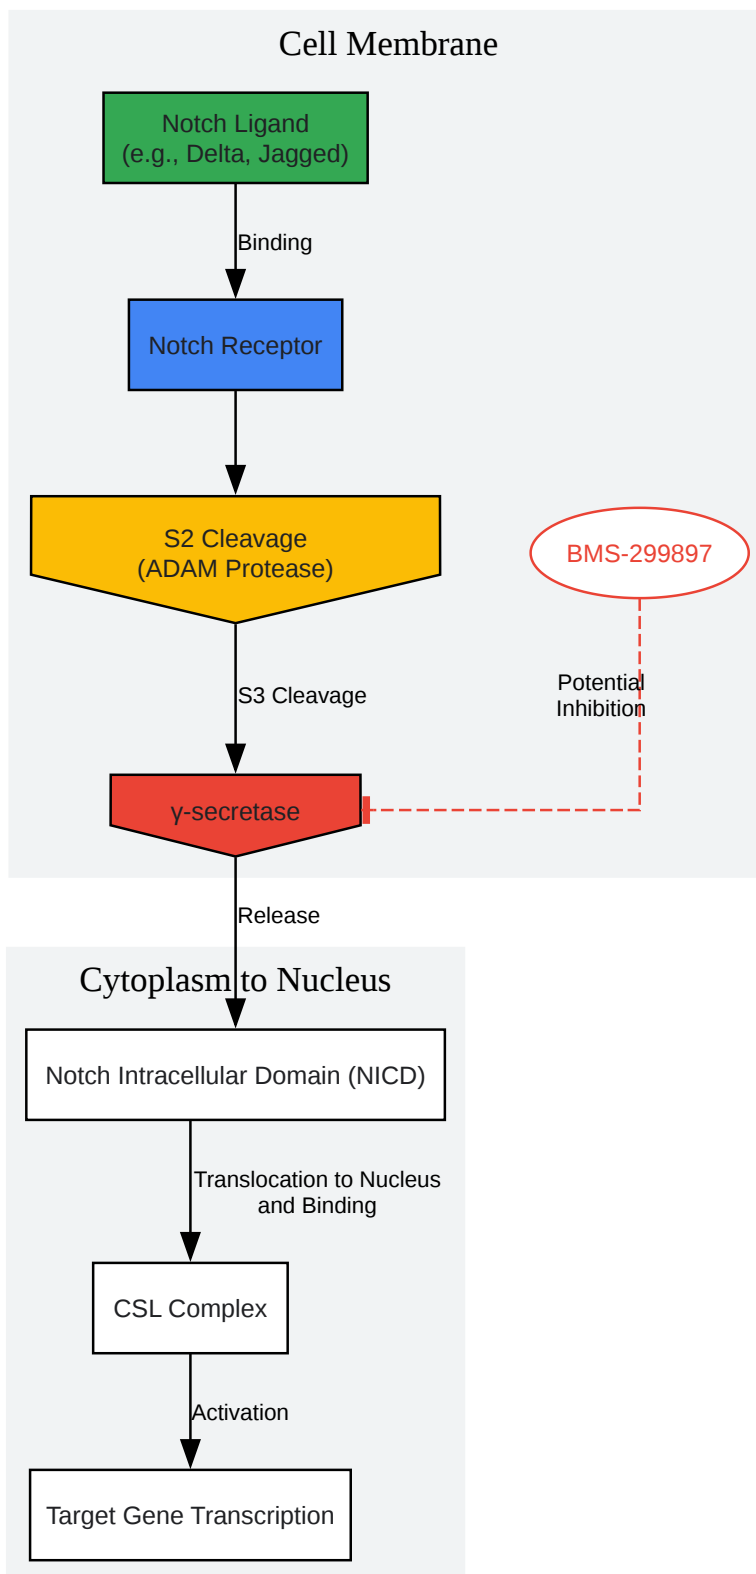 Cell Membrane
Notch Ligand
(e.g., Delta, Jagged)
Binding
Notch Receptor
S2 Cleavage
(ADAM Protease)
BMS-299897
S3 Cleavage
Potential
Inhibition
γ-secretase
Release
Cytoplasm to Nucleus
Notch Intracellular Domain (NICD)
Translocation to Nucleus
and Binding
CSL Complex
Activation
Target Gene Transcription